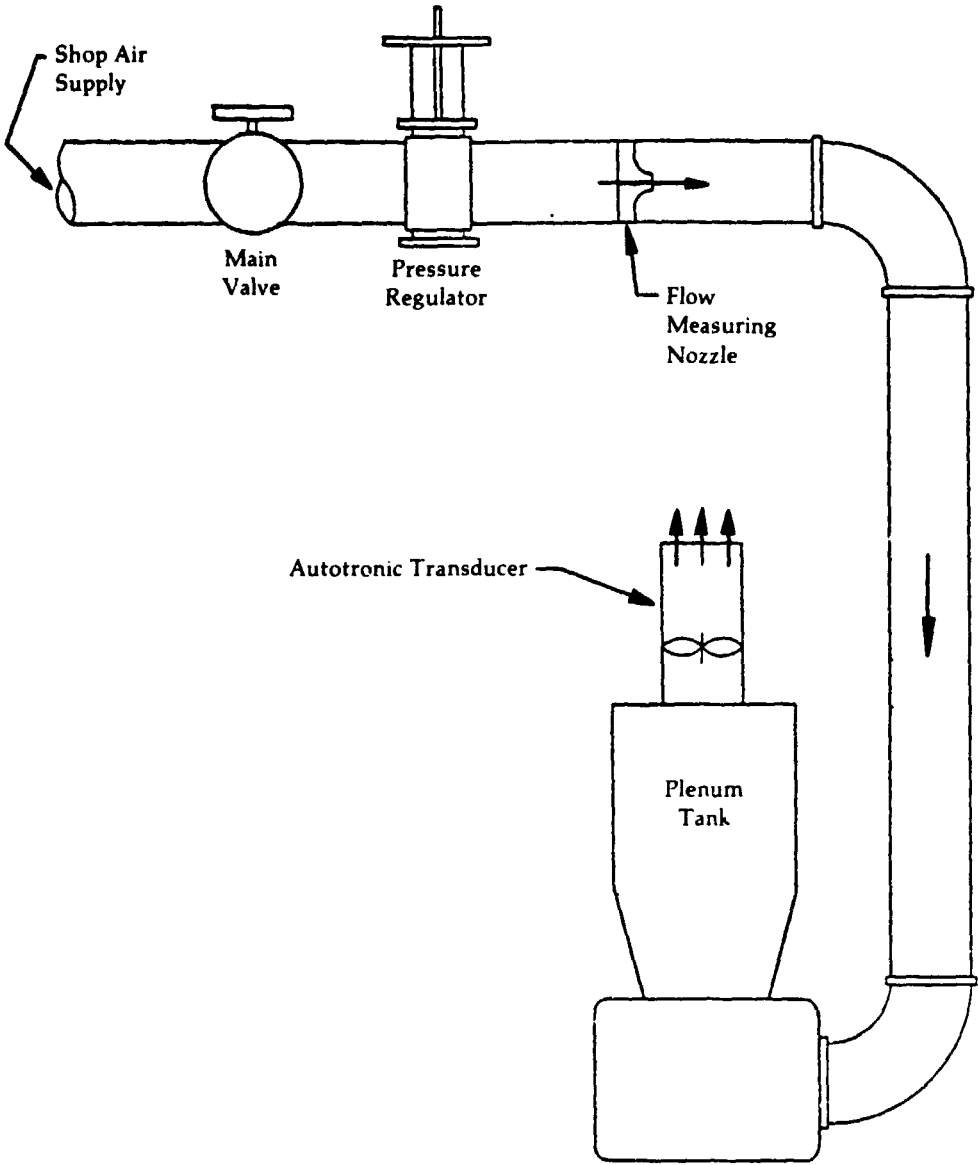 Shop Air
Supply
Main
Valve
Pressure
Regulator
Flow
Measuring
Nozzle
Autotronic Transducer
Plenum
Tank